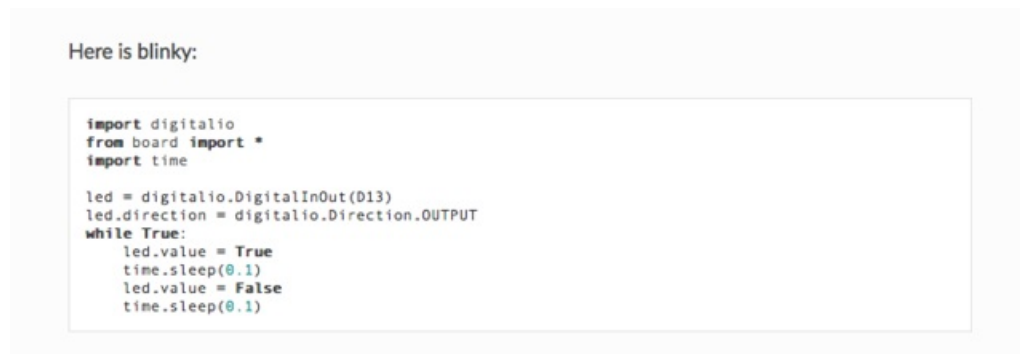 Here is blinky:
import digitalio
from board import *
import time
led = digitalio.DigitalInOut(D13)
led.direction = digitalio.Direction.OUTPUT
while True:
    led.value = True
    time.sleep(0.1)
    led.value = False
    time.sleep(0.1)